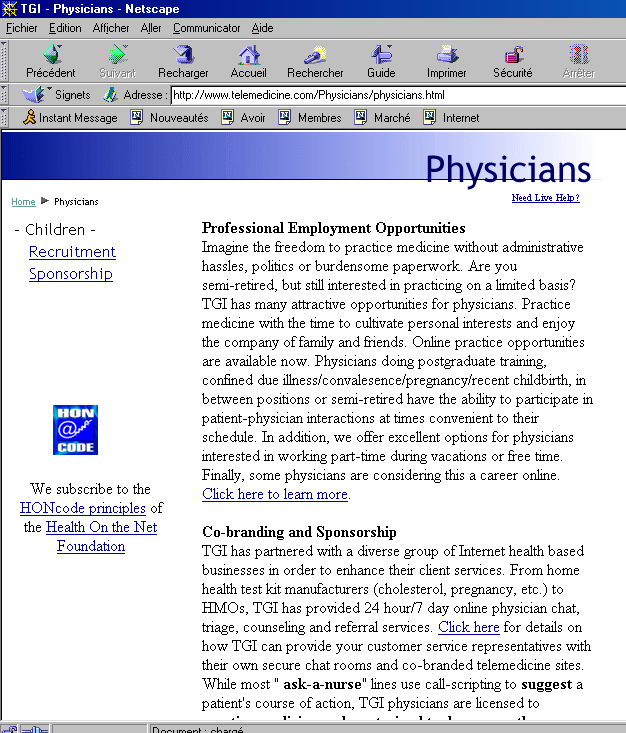 TGI - Physicians - Netscape
Fichier Edition Afficher Aller Communicator Aide
Précédent Suivant Recharger Accueil Rechercher Guide Imprimer Sécurité Arrêter
Signets Adresse : http://www.telemedicine.com/Physicians/physicians.html
Instant Message Nouveautés Avoir Membres Marché Internet
Physicians
Need Live Help?
Home Physicians
- Children -
Recruitment
Sponsorship
HON
@
CODE
We subscribe to the
HONcode principles of
the Health On the Net
Foundation
Professional Employment Opportunities
Imagine the freedom to practice medicine without administrative
hassles, politics or burdensome paperwork. Are you
semi-retired, but still interested in practicing on a limited basis?
TGI has many attractive opportunities for physicians. Practice
medicine with the time to cultivate personal interests and enjoy
the company of family and friends. Online practice opportunities
are available now. Physicians doing postgraduate training,
confined due illness/convalesence/pregnancy/recent childbirth, in
between positions or semi-retired have the ability to participate in
patient-physician interactions at times convenient to their
schedule. In addition, we offer excellent options for physicians
interested in working part-time during vacations or free time.
Finally, some physicians are considering this a career online.
Click here to learn more.
Co-branding and Sponsorship
TGI has partnered with a diverse group of Internet health based
businesses in order to enhance their client services. From home
health test kit manufacturers (cholesterol, pregnancy, etc.) to
HMOs, TGI has provided 24 hour/7 day online physician chat,
triage, counseling and referral services. Click here for details on
how TGI can provide your customer service representatives with
their own secure chat rooms and co-branded telemedicine sites.
While most " ask-a-nurse" lines use call-scripting to suggest a
patient's course of action, TGI physicians are licensed to
Document : chargé